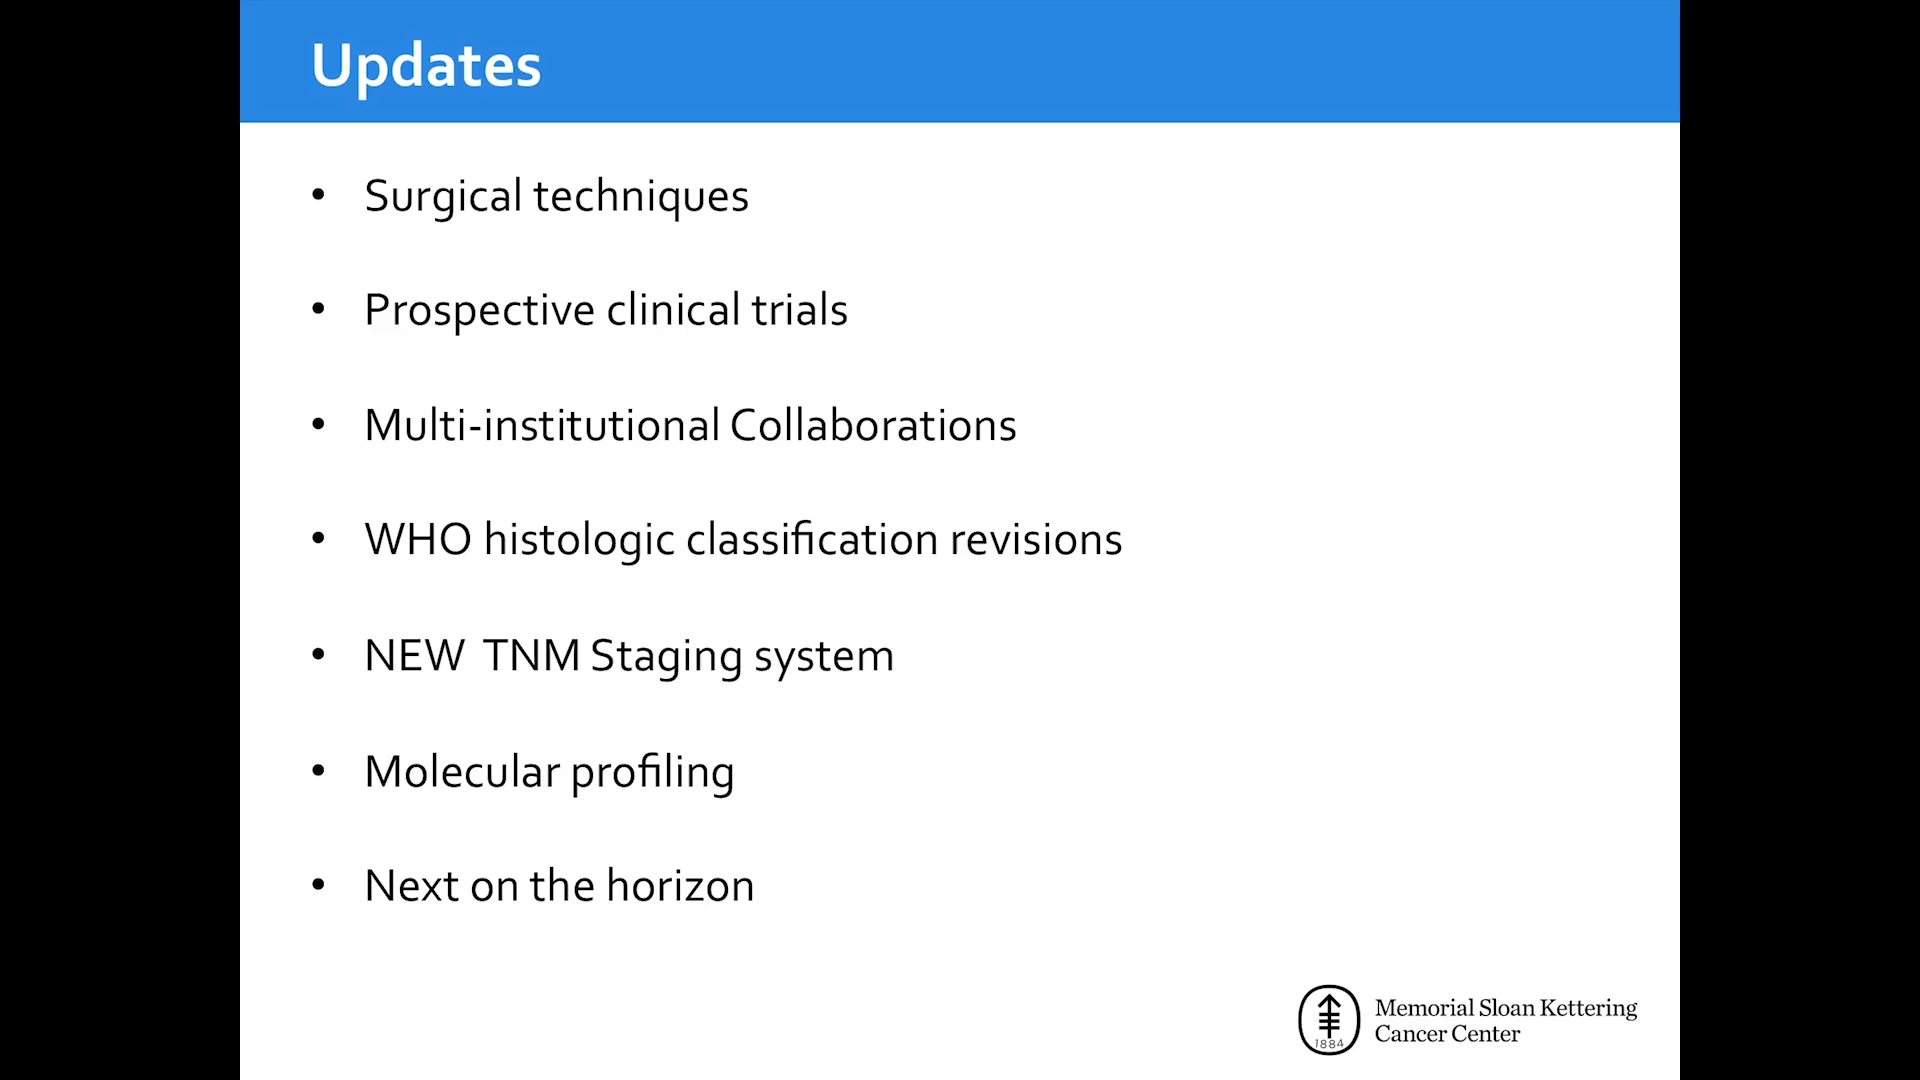 Updates
• Surgical techniques
• Prospective clinical trials
• Multi-institutional Collaborations
• WHO histologic classification revisions
• NEW  TNM Staging system
• Molecular profiling
• Next on the horizon
1884
Memorial Sloan Kettering
Cancer Center